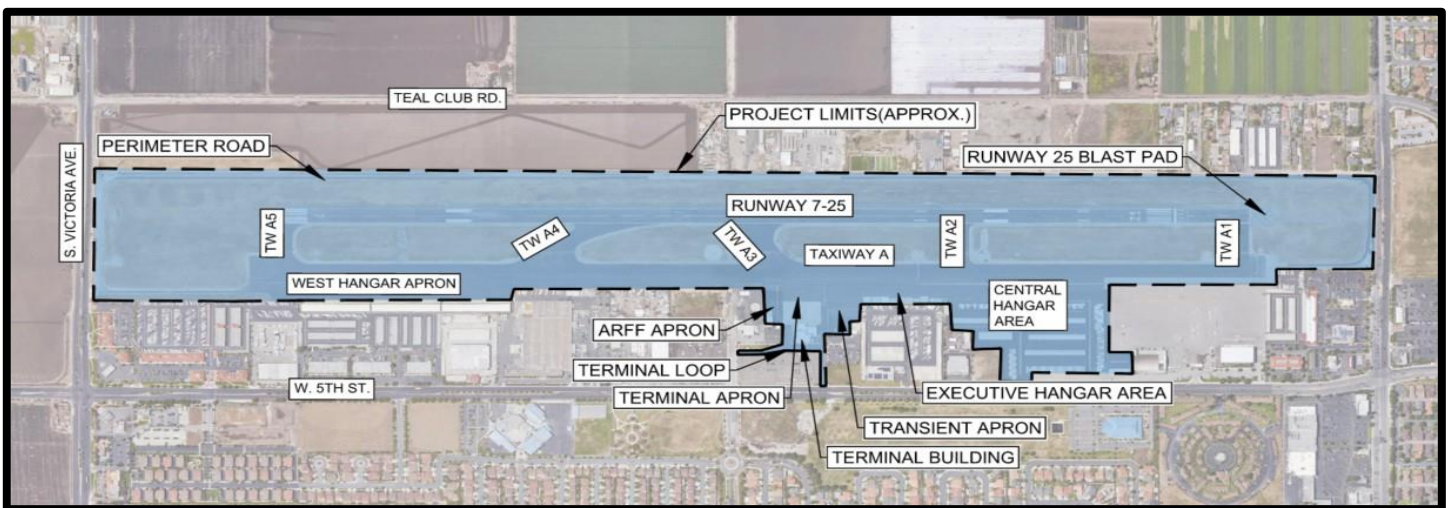 TEAL CLUB RD.
PROJECT LIMITS(APPROX.)
PERIMETER ROAD
RUNWAY 25 BLAST PAD
S. VICTORIA AVE.
RUNWAY 7-25
TW A5
TW A4
TW A3
TAXIWAY A
TW A2
TW A1
WEST HANGAR APRON
CENTRAL
HANGAR
AREA
ARFF APRON
TERMINAL LOOP
W. 5TH ST.
TERMINAL APRON
EXECUTIVE HANGAR AREA
TRANSIENT APRON
TERMINAL BUILDING